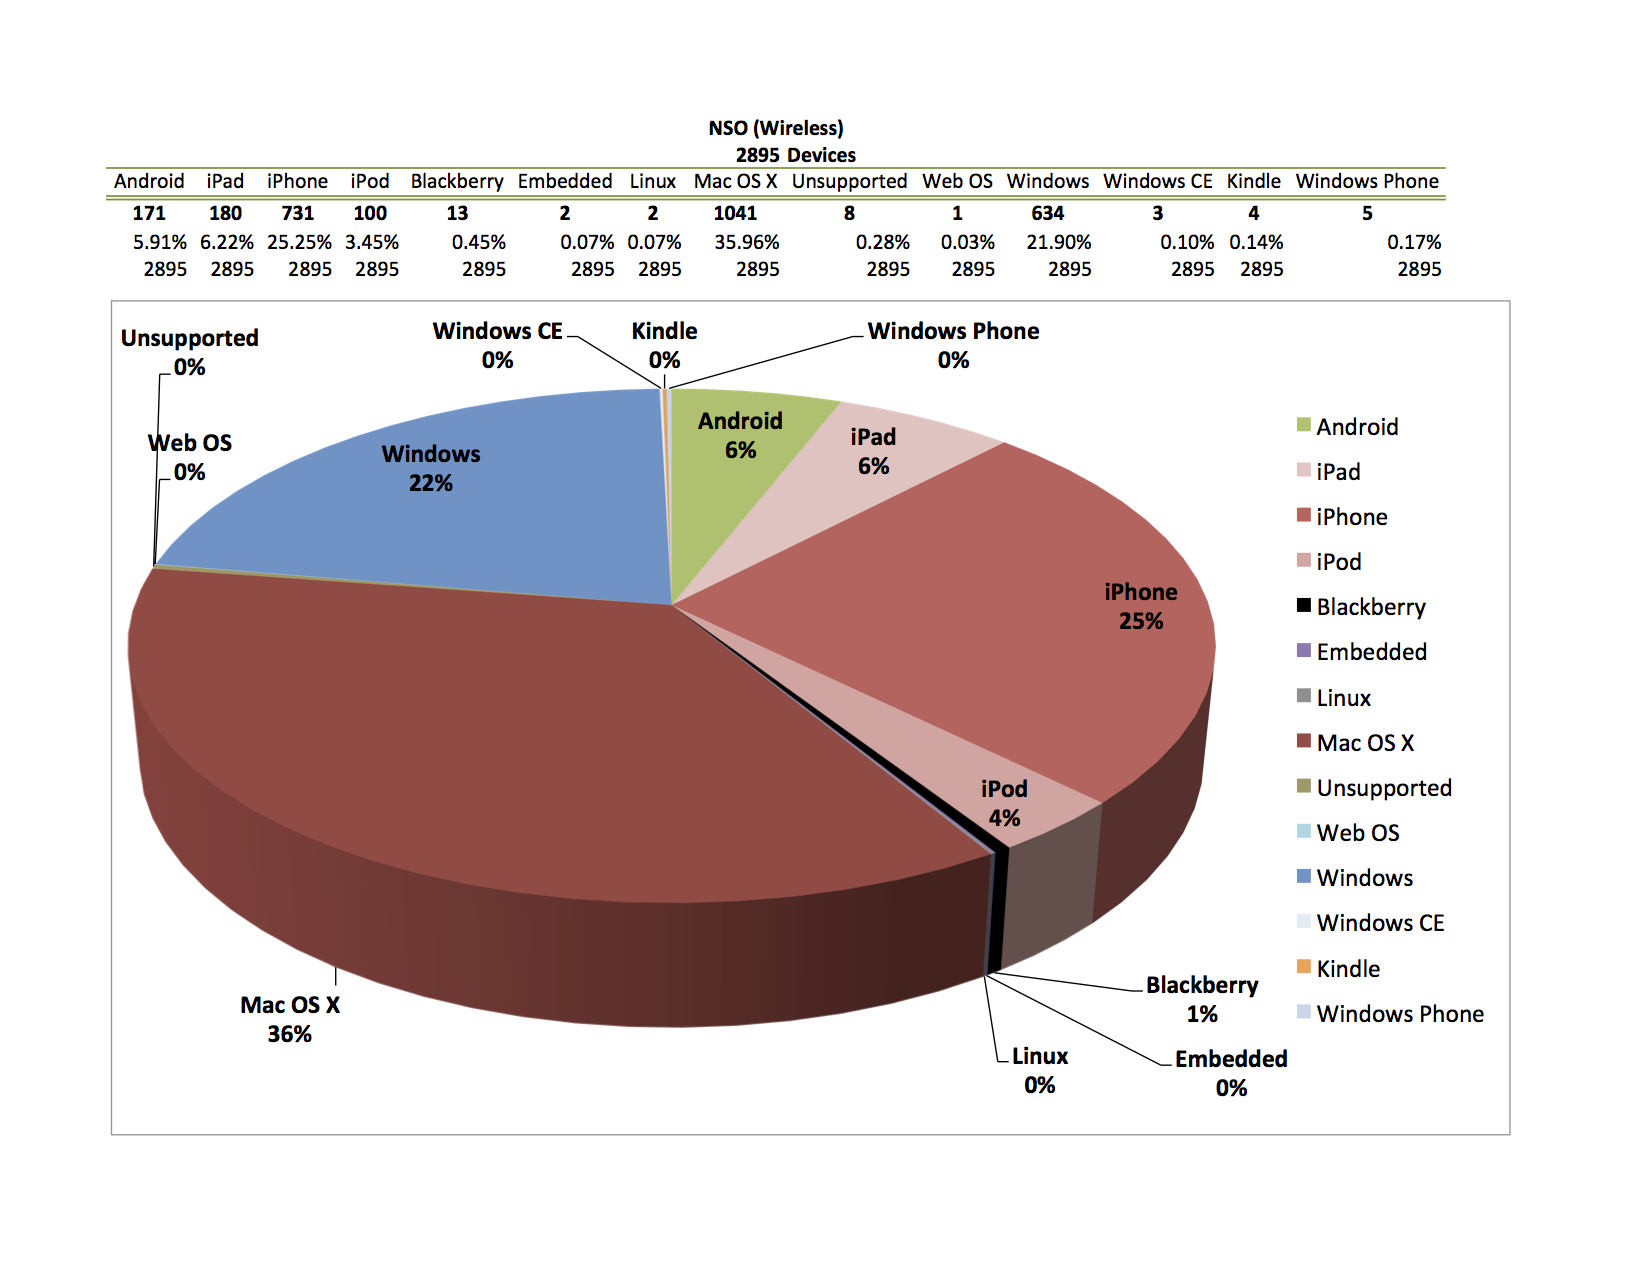 NSO (Wireless)
2895 Devices
Android iPad iPhone iPod Blackberry Embedded Linux Mac OS X Unsupported Web OS Windows Windows CE Kindle Windows Phone
171 180 731 100 13 2 2 1041 8 1 634 3 4 5
5.91% 6.22% 25.25% 3.45% 0.45% 0.07% 0.07% 35.96% 0.28% 0.03% 21.90% 0.10% 0.14% 0.17%
2895 2895 2895 2895 2895 2895 2895 2895 2895 2895 2895 2895 2895 2895
Unsupported
0%
Windows CE
0%
Kindle
0%
Windows Phone
0%
Web OS
0%
Windows
22%
Android
6%
iPad
6%
iPhone
25%
iPod
4%
Mac OS X
36%
Blackberry
1%
Linux
0%
Embedded
0%
Android
iPad
iPhone
iPod
Blackberry
Embedded
Linux
Mac OS X
Unsupported
Web OS
Windows
Windows CE
Kindle
Windows Phone